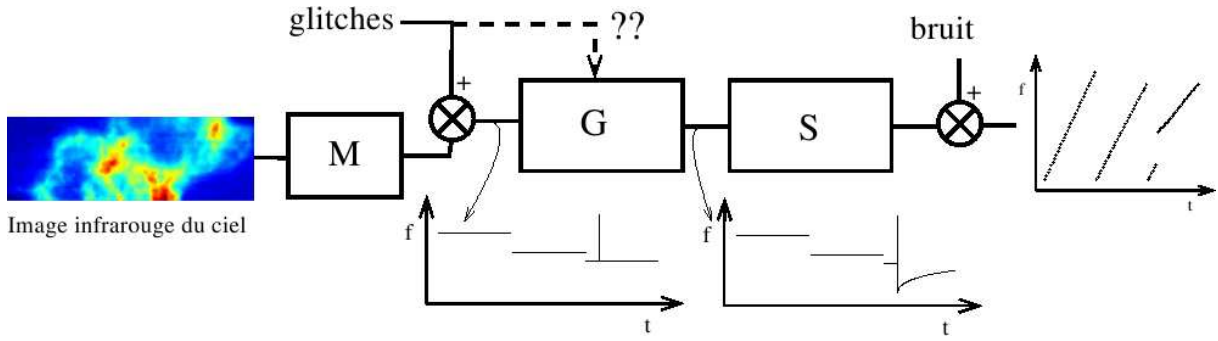 glitches
??
bruit
+
+
f
M
G
S
t
Image infrarouge du ciel
f
f
t
t